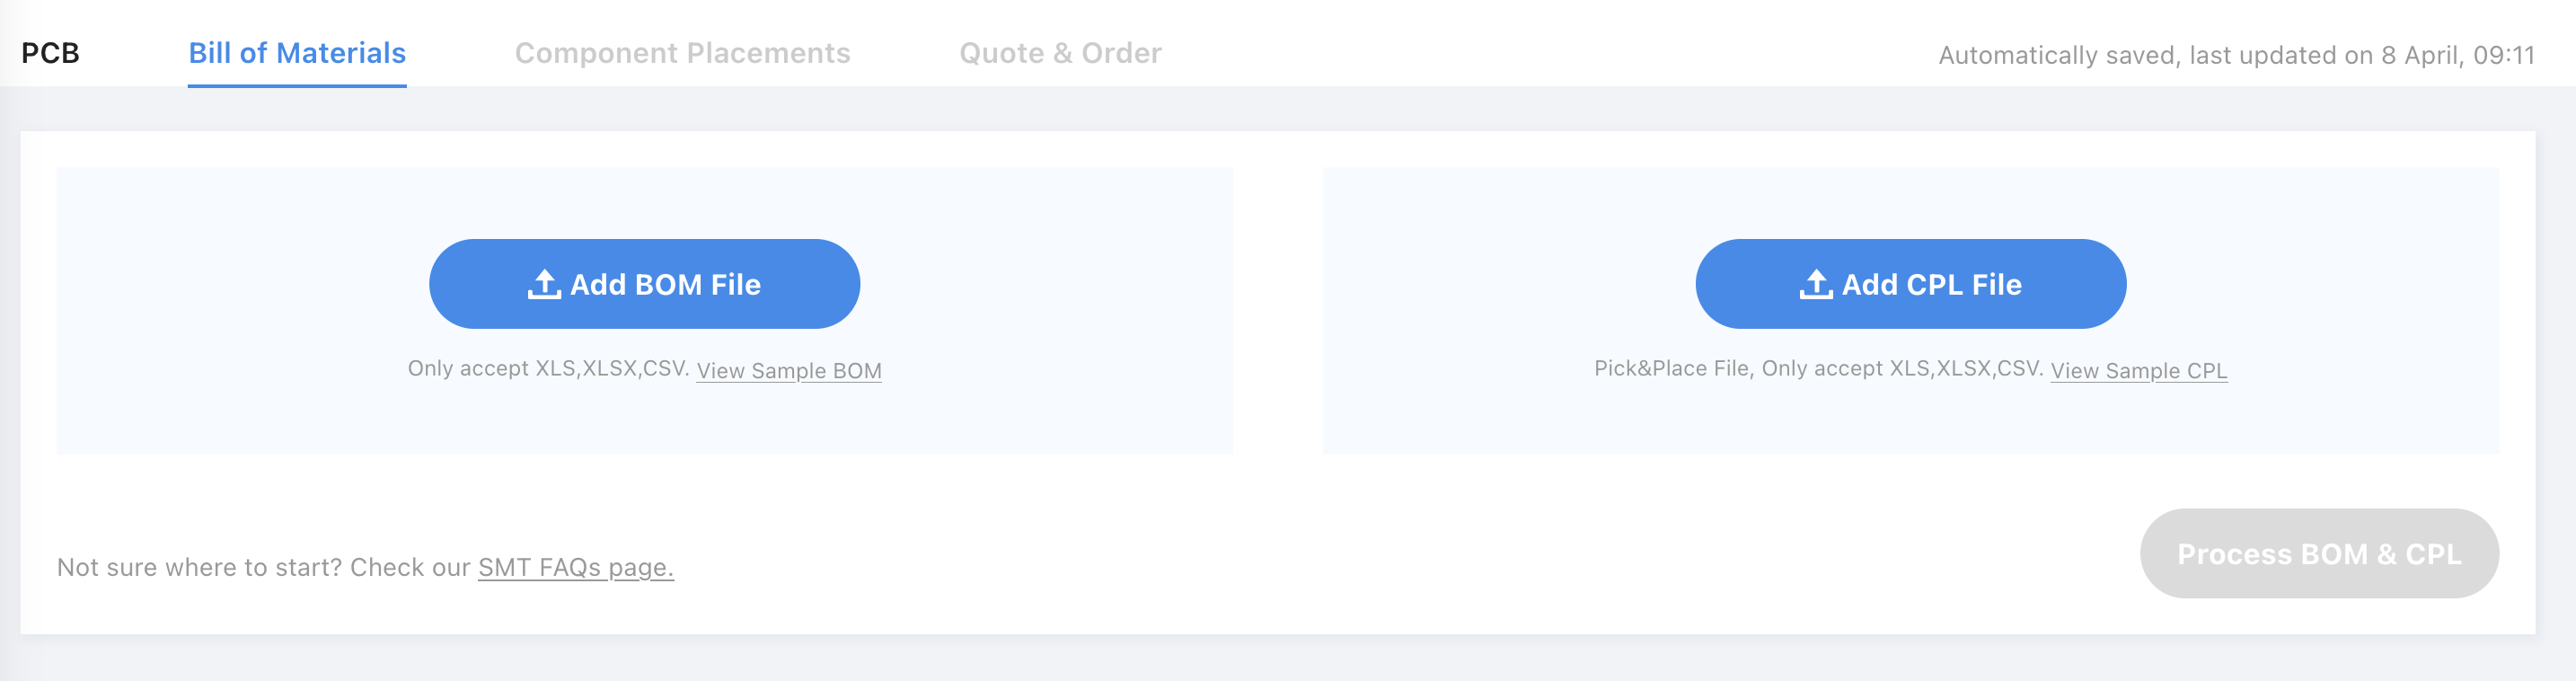 PCB
Bill of Materials
Component Placements
Quote & Order
Automatically saved, last updated on 8 April, 09:11
Add BOM File
Only accept XLS,XLSX,CSV. View Sample BOM
Add CPL File
Pick&Place File, Only accept XLS,XLSX,CSV. View Sample CPL
Not sure where to start? Check our SMT FAQs page.
Process BOM & CPL